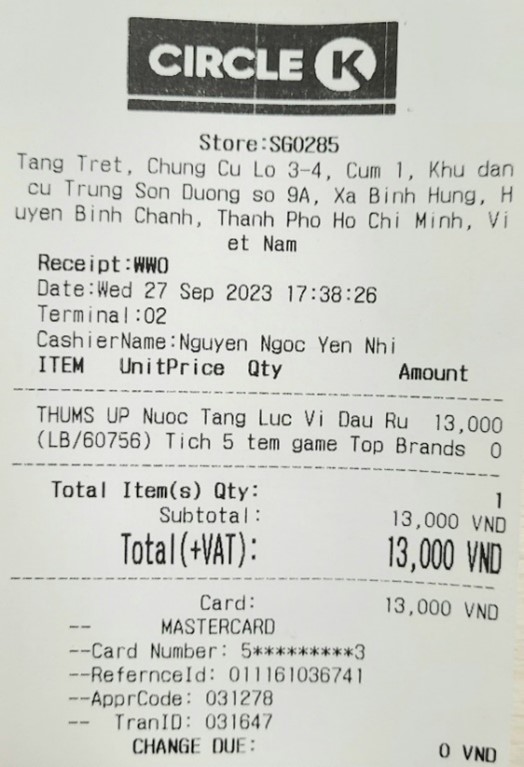 CIRCLE K
Store:SG0285
Tang Tret, Chung Cu Lo 3-4, Cum 1, Khu dan
cu Trung Son Duong so 9A, Xa Binh Hung, H
uyen Binh Chanh, Thanh Pho Ho Chi Minh, Vi
et Nam
Receipt:WWO
Date:Wed 27 Sep 2023 17:38:26
Terminal:02
CashierName:Nguyen Ngoc Yen Nhi
ITEM UnitPrice Qty Amount
THUMS UP Nuoc Tang Luc Vi Dau Ru 13,000
(LB/60756) Tich 5 tem game Top Brands 0
Total Item(s) Qty: 1
Subtotal: 13,000 VND
Total(+VAT): 13,000 VND
Card: 13,000 VND
-- MASTERCARD
--Card Number: 5*********3
--RefernceId: 011161036741
--ApprCode: 031278
-- TranID: 031647
CHANGE DUE: 0 VND